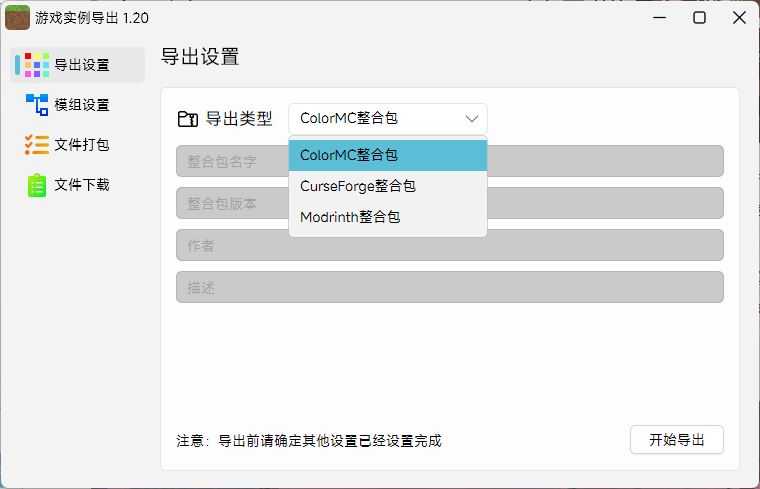 游戏实例导出 1.20
导出设置
模组设置
文件打包
文件下载
导出设置
导出类型
ColorMC整合包
ColorMC整合包
CurseForge整合包
Modrinth整合包
整合包名字
整合包版本
作者
描述
注意：导出前请确定其他设置已经设置完成
开始导出